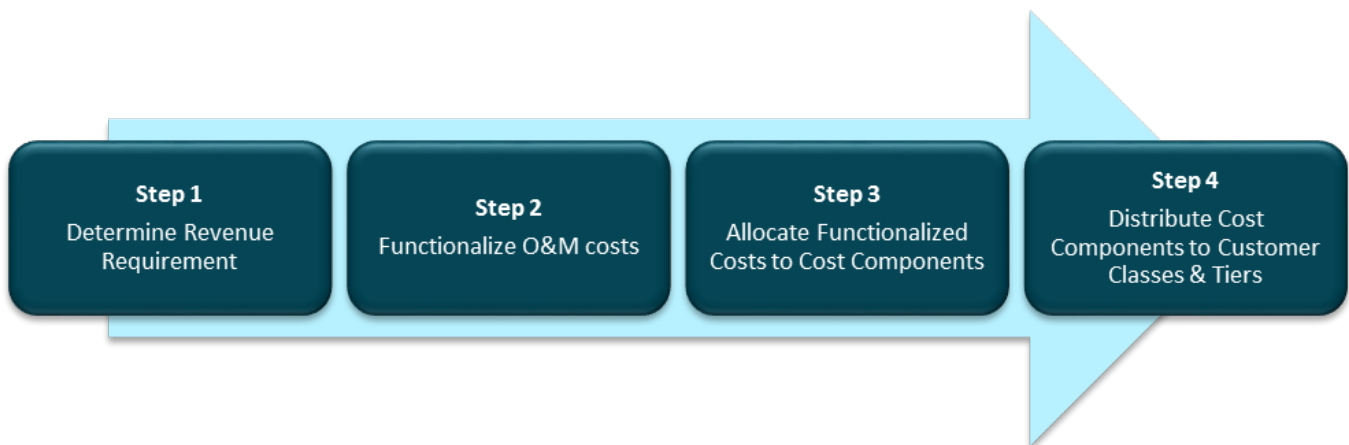 Step 1
Determine Revenue
Requirement
Step 2
Functionalize O&M costs
Step 3
Allocate Functionalized
Costs to Cost Components
Step 4
Distribute Cost
Components to Customer
Classes & Tiers